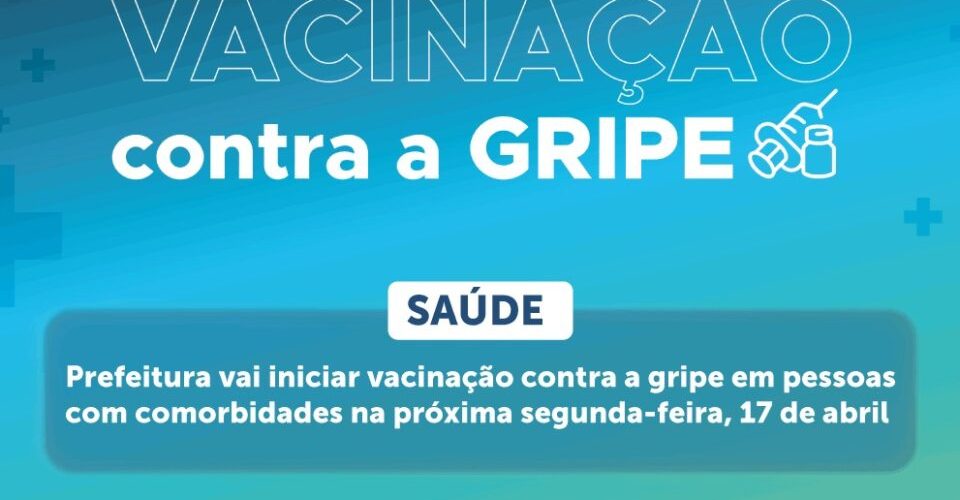 VACINAÇÃO
contra a GRIPE
SAÚDE
Prefeitura vai iniciar vacinação contra a gripe em pessoas
com comorbidades na próxima segunda-feira, 17 de abril